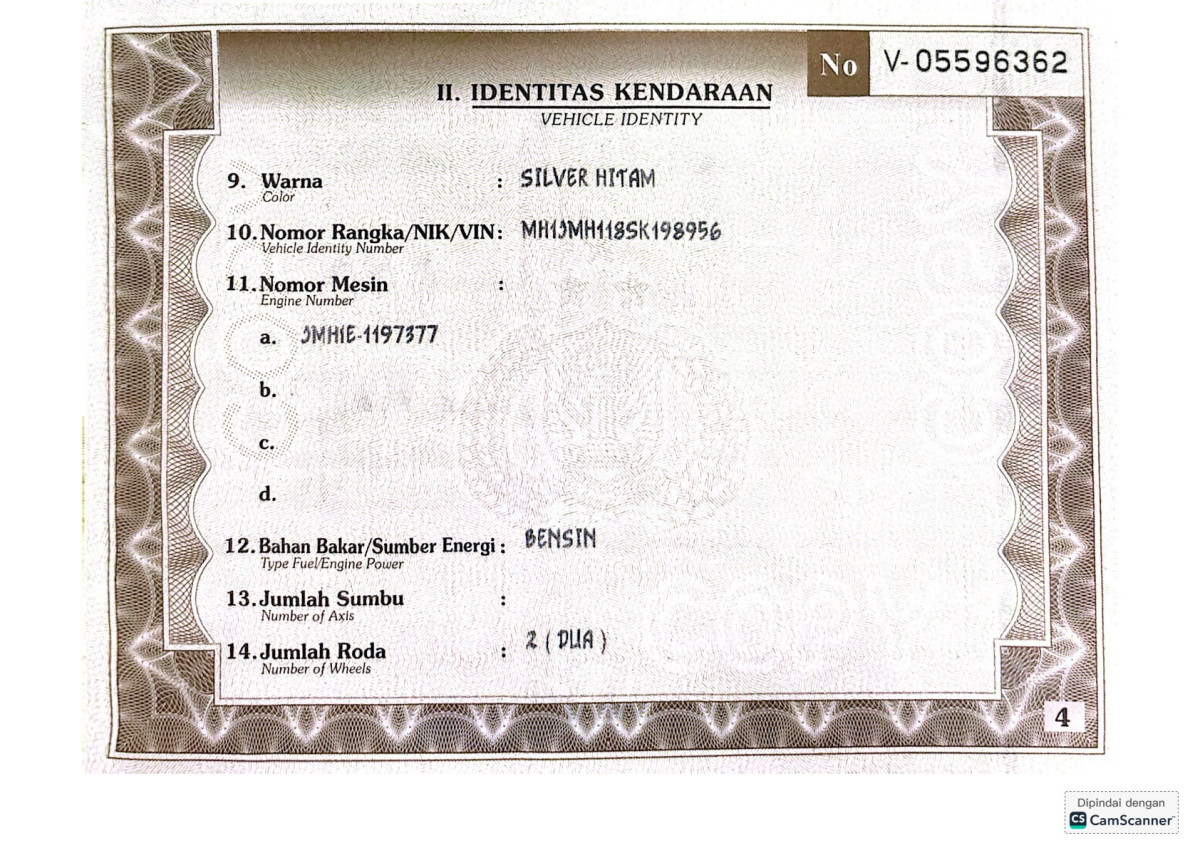 No V-05596362
II. IDENTITAS KENDARAAN
VEHICLE IDENTITY
9. Warna : SILVER HITAM
Color
10. Nomor Rangka/NIK/VIN : MH1JMH118SK198956
Vehicle Identity Number
11. Nomor Mesin :
Engine Number
a. JMH1E-1197377
b.
c.
d.
12. Bahan Bakar/Sumber Energi : BENSIN
Type Fuel/Engine Power
13. Jumlah Sumbu :
Number of Axis
14. Jumlah Roda : 2 ( DUA )
Number of Wheels
4
Dipindai dengan
CS CamScanner